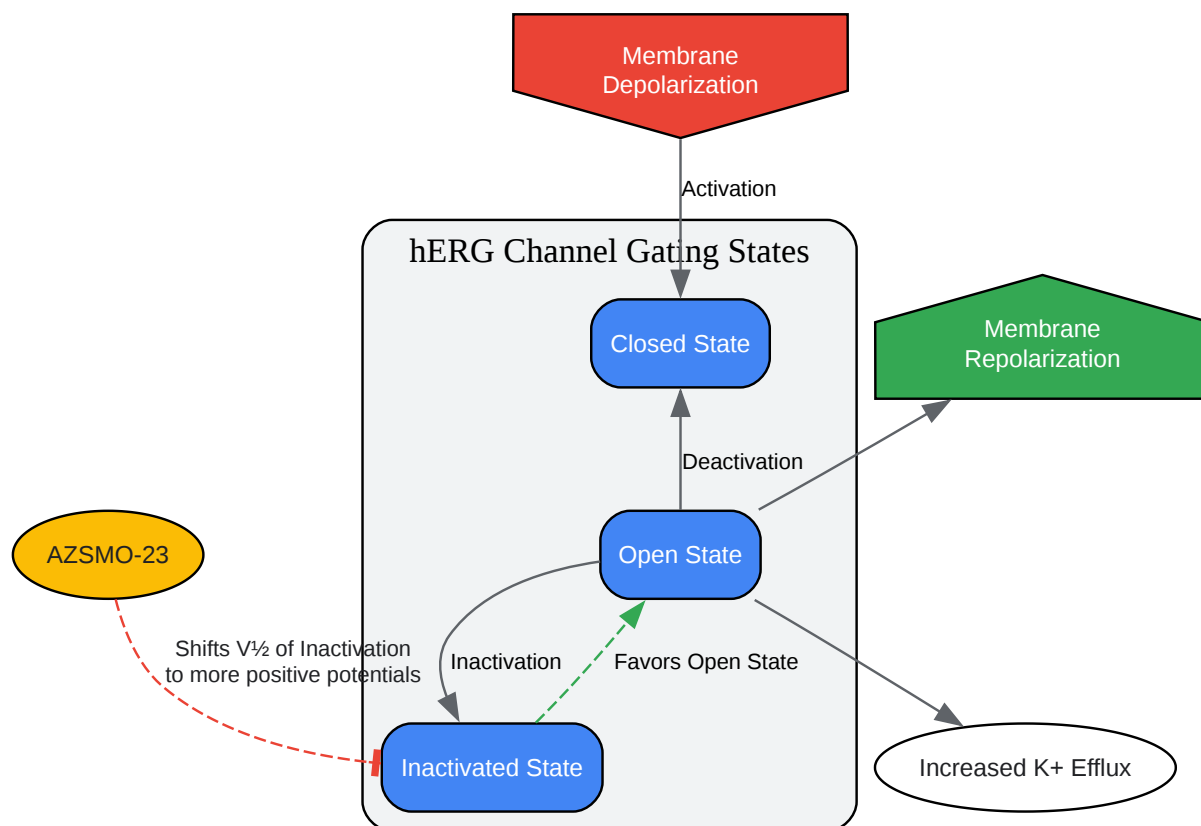 Membrane
Depolarization
Activation
hERG Channel Gating States
Closed State
Membrane
Repolarization
Deactivation
AZSMO-23
Open State
Shifts V½ of Inactivation
to more positive potentials
Inactivation
Favors Open State
Inactivated State
Increased K+ Efflux